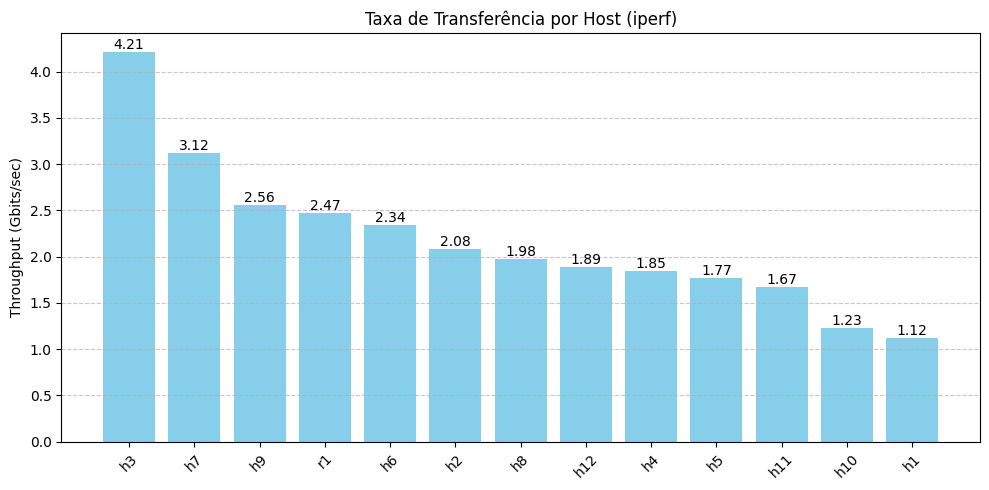 Taxa de Transferência por Host (iperf)
Throughput (Gbits/sec)
4.0
3.5
3.0
2.5
2.0
1.5
1.0
0.5
0.0
4.21
3.12
2.56
2.47
2.34
2.08
1.98
1.89
1.85
1.77
1.67
1.23
1.12
h3
h7
h9
r1
h6
h2
h8
h12
h4
h5
h11
h10
h1